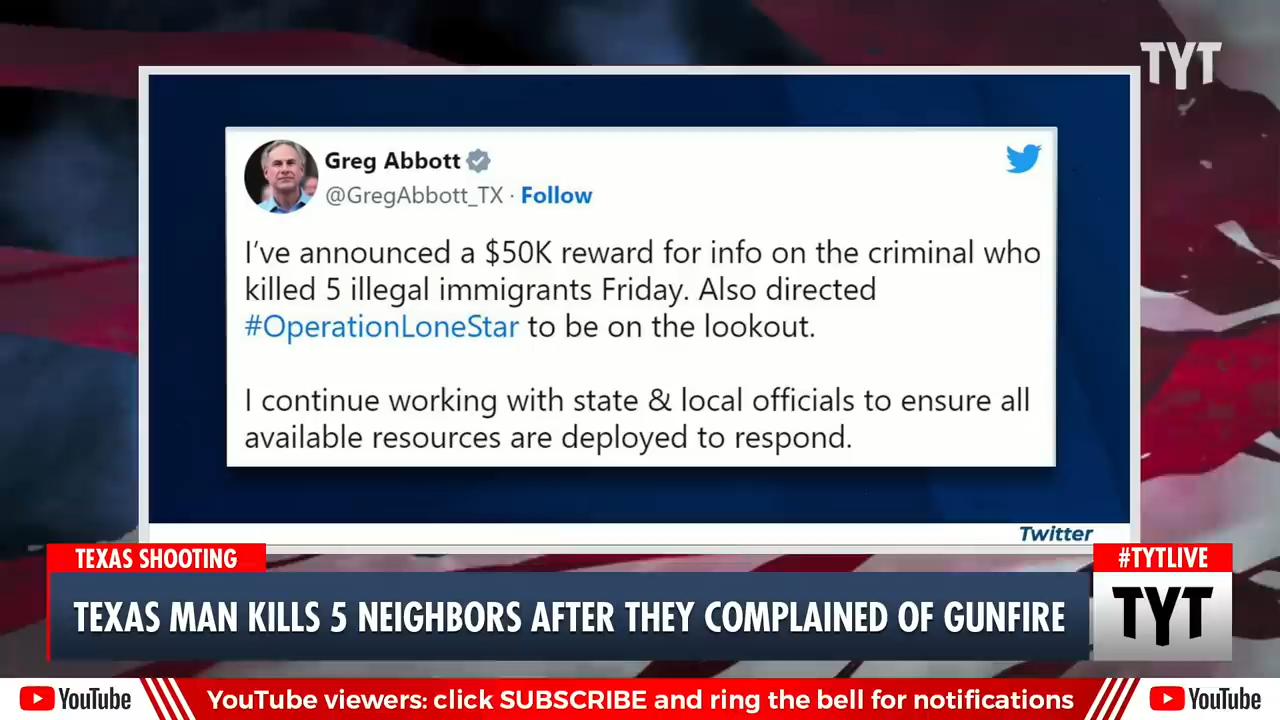 TYT
Greg Abbott
@GregAbbott_TX · Follow
I've announced a $50K reward for info on the criminal who
killed 5 illegal immigrants Friday. Also directed
#OperationLoneStar to be on the lookout.
I continue working with state & local officials to ensure all
available resources are deployed to respond.
Twitter
TEXAS SHOOTING
#TYTLIVE
TEXAS MAN KILLS 5 NEIGHBORS AFTER THEY COMPLAINED OF GUNFIRE
TYT
YouTube
YouTube viewers: click SUBSCRIBE and ring the bell for notifications
YouTube